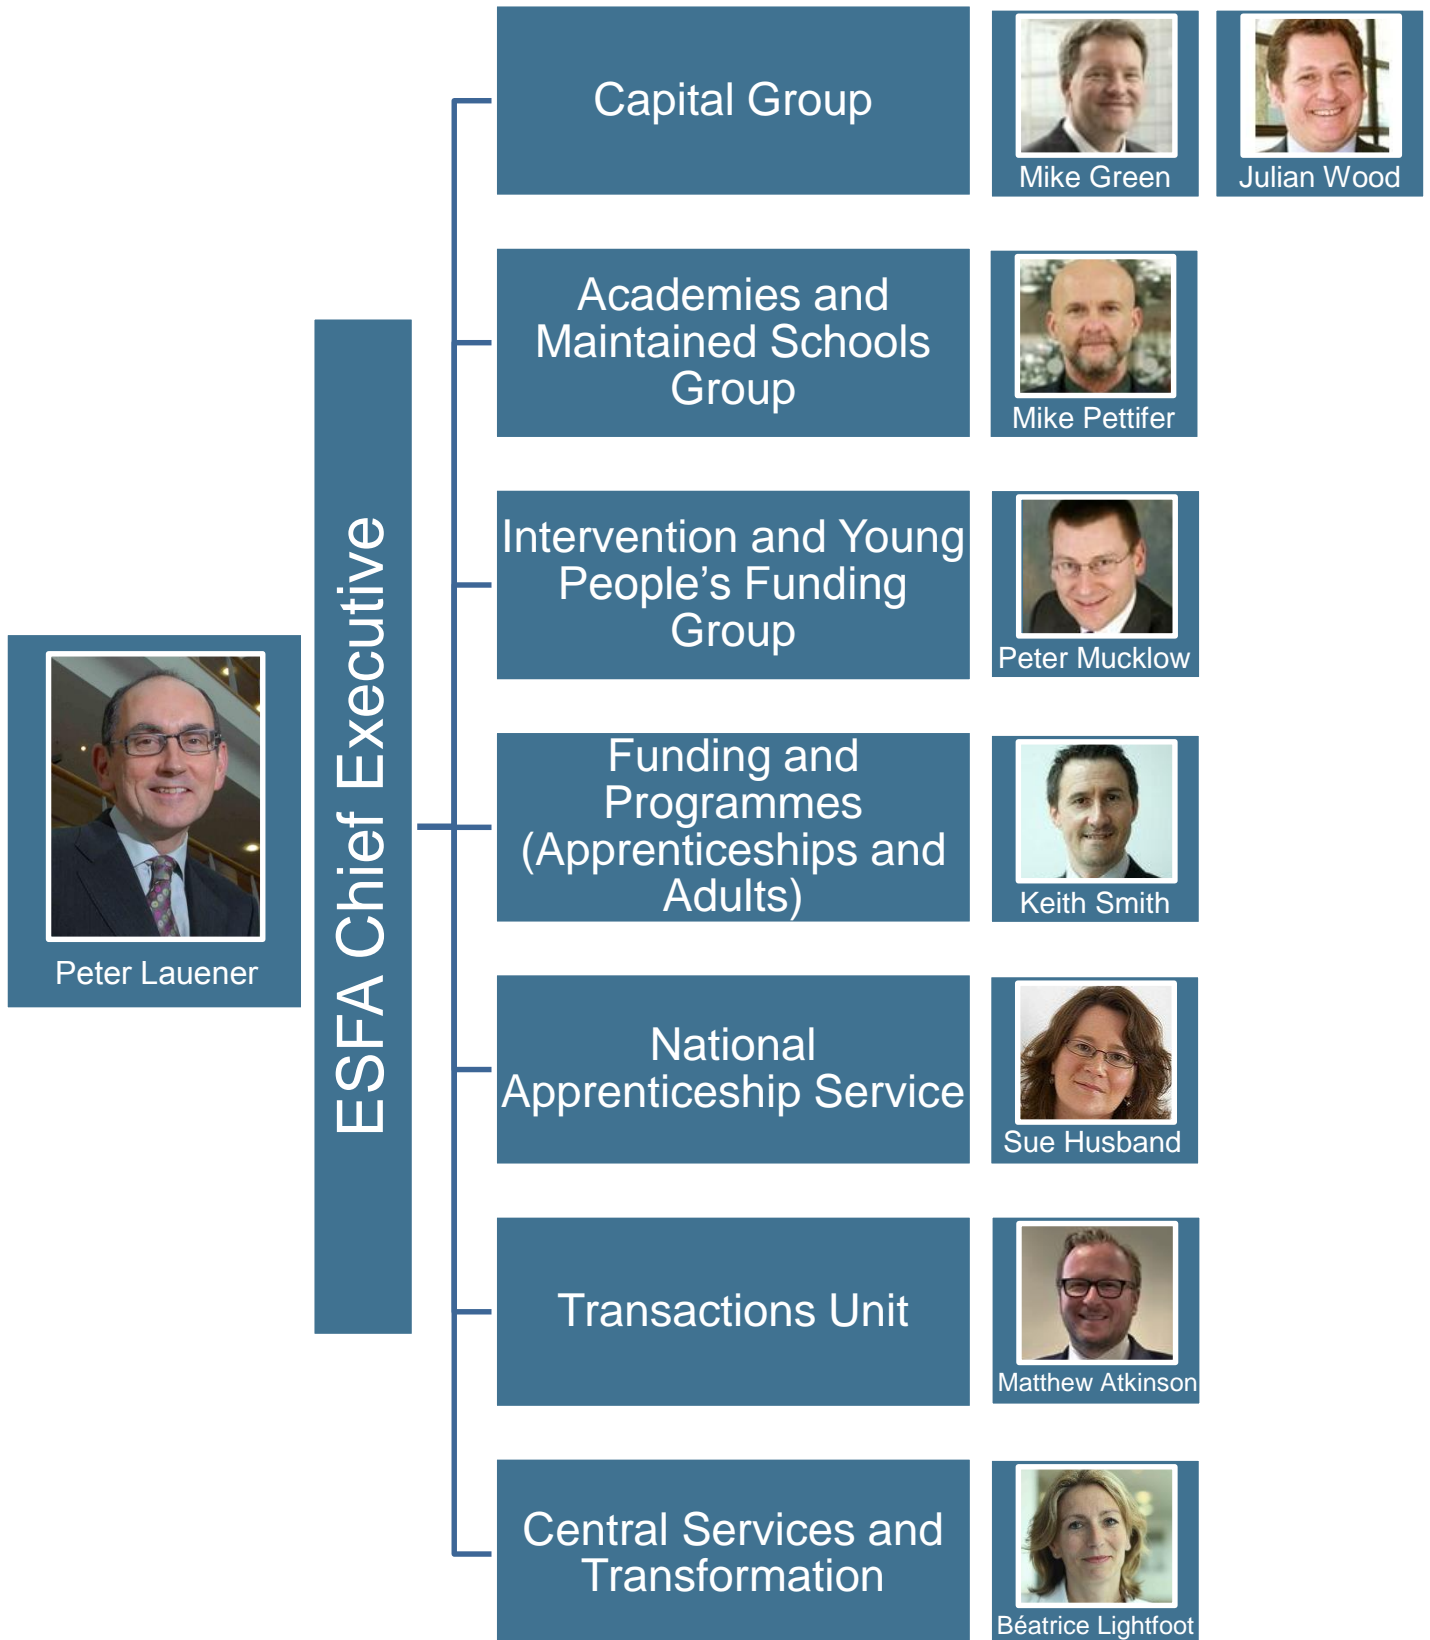 Peter Lauener
ESFA Chief Executive
Capital Group
Mike Green
Julian Wood
Academies and
Maintained Schools
Group
Mike Pettifer
Intervention and Young
People’s Funding
Group
Peter Mucklow
Funding and
Programmes
(Apprenticeships and
Adults)
Keith Smith
National
Apprenticeship Service
Sue Husband
Transactions Unit
Matthew Atkinson
Central Services and
Transformation
Béatrice Lightfoot